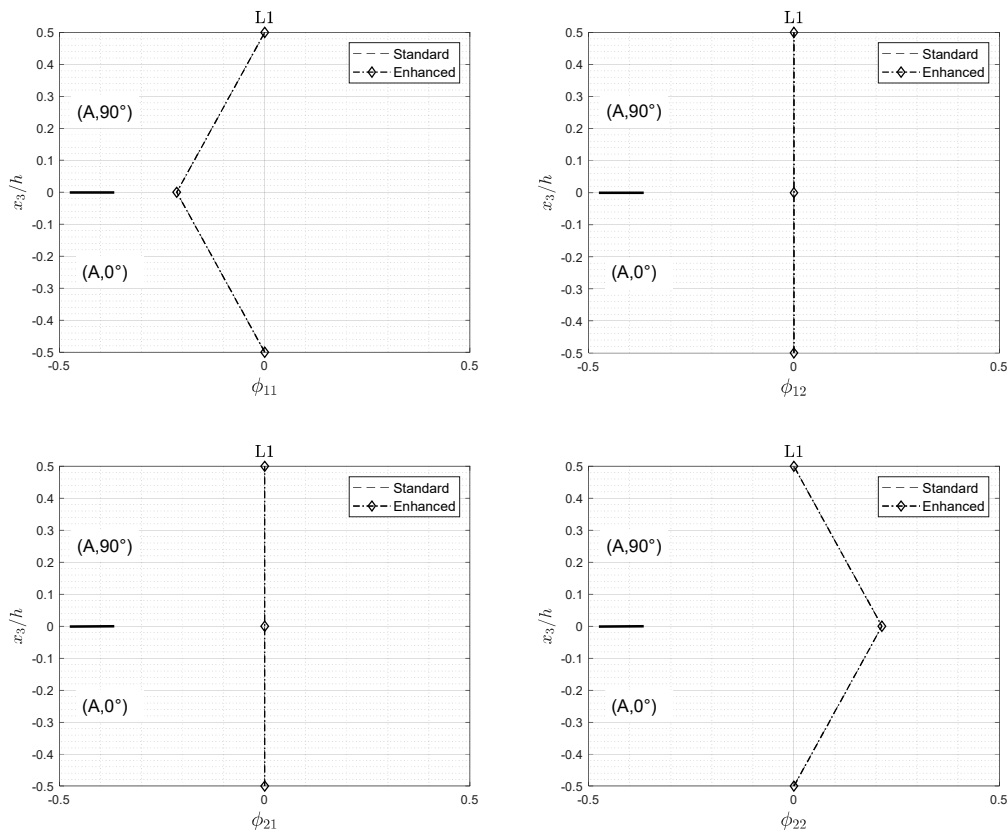 L1
0.5
0.4
0.3
0.2
0.1
0
-0.1
-0.2
-0.3
-0.4
-0.5
x₃/h
(A,90°)
(A,0°)
Standard
Enhanced
-0.5
0
0.5
ϕ₁₁
L1
0.5
0.4
0.3
0.2
0.1
0
-0.1
-0.2
-0.3
-0.4
-0.5
x₃/h
(A,90°)
(A,0°)
Standard
Enhanced
-0.5
0
0.5
ϕ₁₂
L1
0.5
0.4
0.3
0.2
0.1
0
-0.1
-0.2
-0.3
-0.4
-0.5
x₃/h
(A,90°)
(A,0°)
Standard
Enhanced
-0.5
0
0.5
ϕ₂₁
L1
0.5
0.4
0.3
0.2
0.1
0
-0.1
-0.2
-0.3
-0.4
-0.5
x₃/h
(A,90°)
(A,0°)
Standard
Enhanced
-0.5
0
0.5
ϕ₂₂